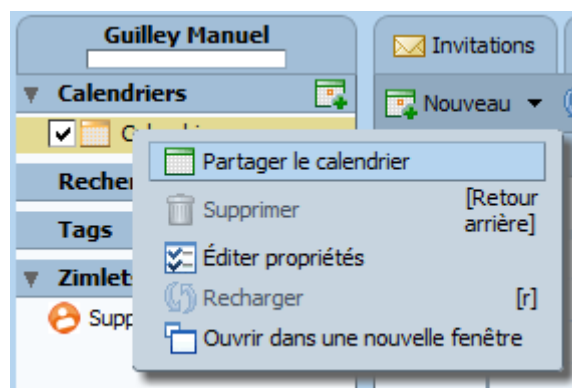 Guilley Manuel
Invitations
Calendriers
Nouveau
Partager le calendrier
Supprimer
[Retour
arrière]
Tags
Éditer propriétés
Zimlet
Recharger
[r]
Ouvrir dans une nouvelle fenêtre